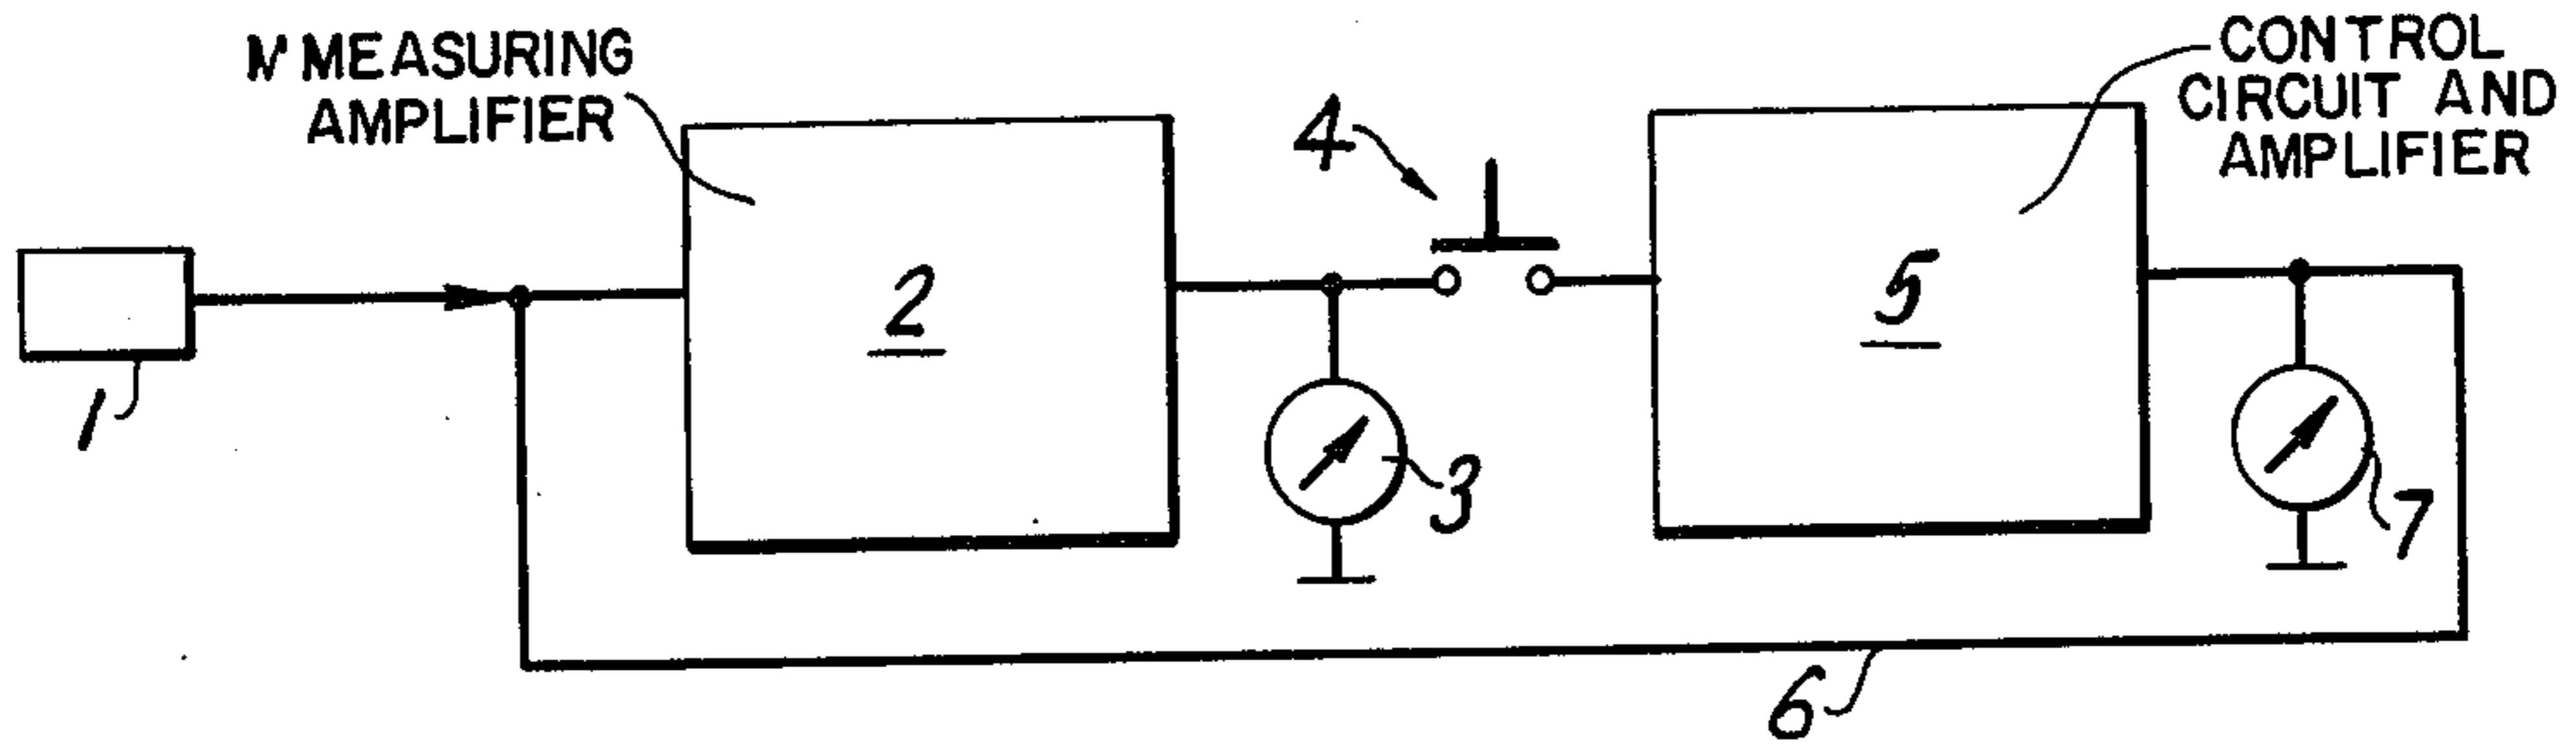 MEASURING
AMPLIFIER
CONTROL
CIRCUIT AND
AMPLIFIER
4
2
5
1
3
7
6